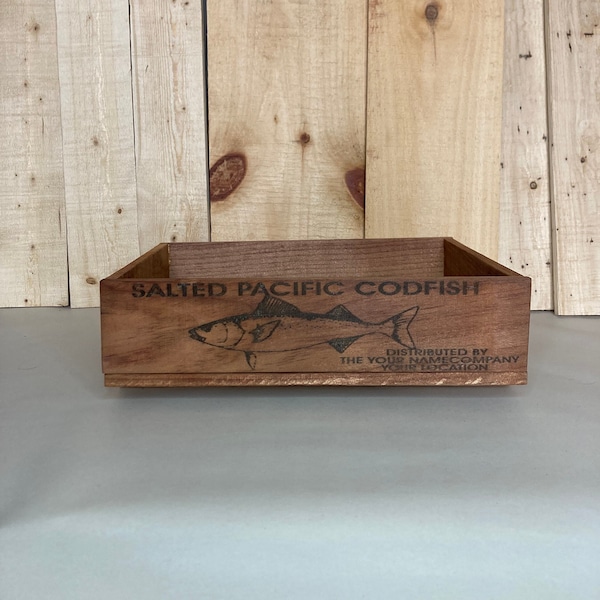 SALTED PACIFIC CODFISH
DISTRIBUTED BY
THE YOUR NAMECOMPANY
YOUR LOCATION